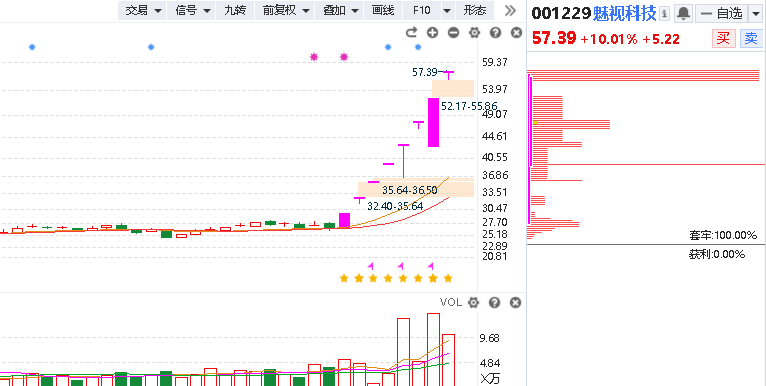 交易 信号 九转 前复权 叠加 画线 F10 形态
001229 魅视科技 自选
57.39 +10.01% +5.22 买 卖
59.37
57.39
53.97
52.17-55.86
49.07
44.61
40.55
36.86
35.64-36.50
33.51
32.40-35.64
30.47
27.70
25.18
22.89
20.81
套牢:100.00%
获利:0.00%
VOL
9.68
4.84
X万